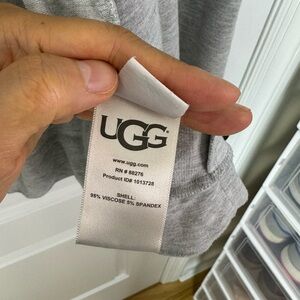 UGG
www.ugg.com
RN # 88276
Product ID# 1013728
SHELL:
95% VISCOSE 5% SPANDEX